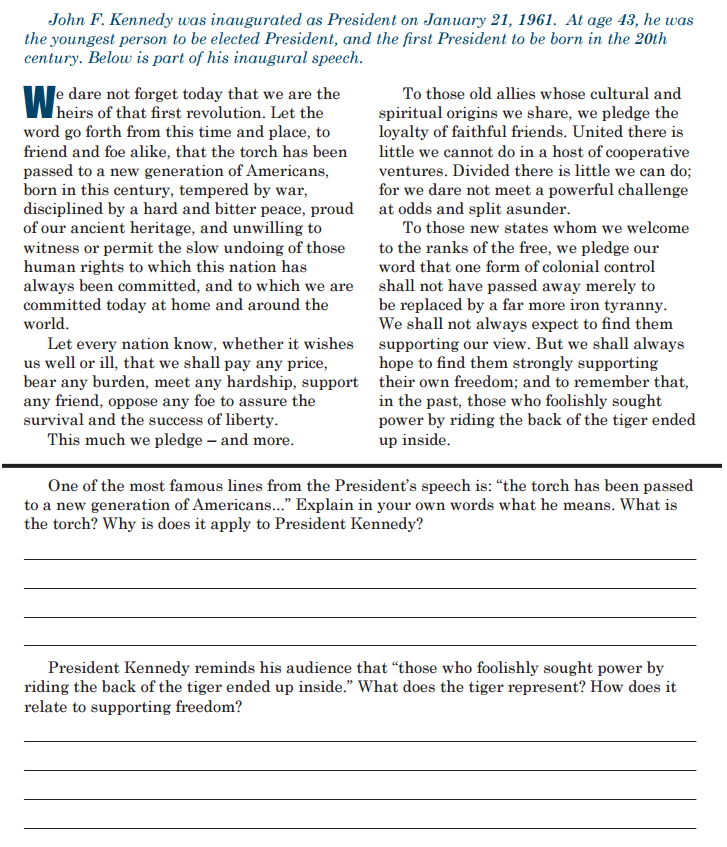 John F. Kennedy was inaugurated as President on January 21, 1961.  At age 43, he was
the youngest person to be elected President, and the first President to be born in the 20th
century. Below is part of his inaugural speech.
We dare not forget today that we are the
heirs of that first revolution. Let the
word go forth from this time and place, to
friend and foe alike, that the torch has been
passed to a new generation of Americans,
born in this century, tempered by war,
disciplined by a hard and bitter peace, proud
of our ancient heritage, and unwilling to
witness or permit the slow undoing of those
human rights to which this nation has
always been committed, and to which we are
committed today at home and around the
world.
Let every nation know, whether it wishes
us well or ill, that we shall pay any price,
bear any burden, meet any hardship, support
any friend, oppose any foe to assure the
survival and the success of liberty.
This much we pledge – and more.
To those old allies whose cultural and
spiritual origins we share, we pledge the
loyalty of faithful friends. United there is
little we cannot do in a host of cooperative
ventures. Divided there is little we can do;
for we dare not meet a powerful challenge
at odds and split asunder.
To those new states whom we welcome
to the ranks of the free, we pledge our
word that one form of colonial control
shall not have passed away merely to
be replaced by a far more iron tyranny.
We shall not always expect to find them
supporting our view. But we shall always
hope to find them strongly supporting
their own freedom; and to remember that,
in the past, those who foolishly sought
power by riding the back of the tiger ended
up inside.
One of the most famous lines from the President’s speech is: “the torch has been passed
to a new generation of Americans...” Explain in your own words what he means. What is
the torch? Why is does it apply to President Kennedy?
President Kennedy reminds his audience that “those who foolishly sought power by
riding the back of the tiger ended up inside.” What does the tiger represent? How does it
relate to supporting freedom?